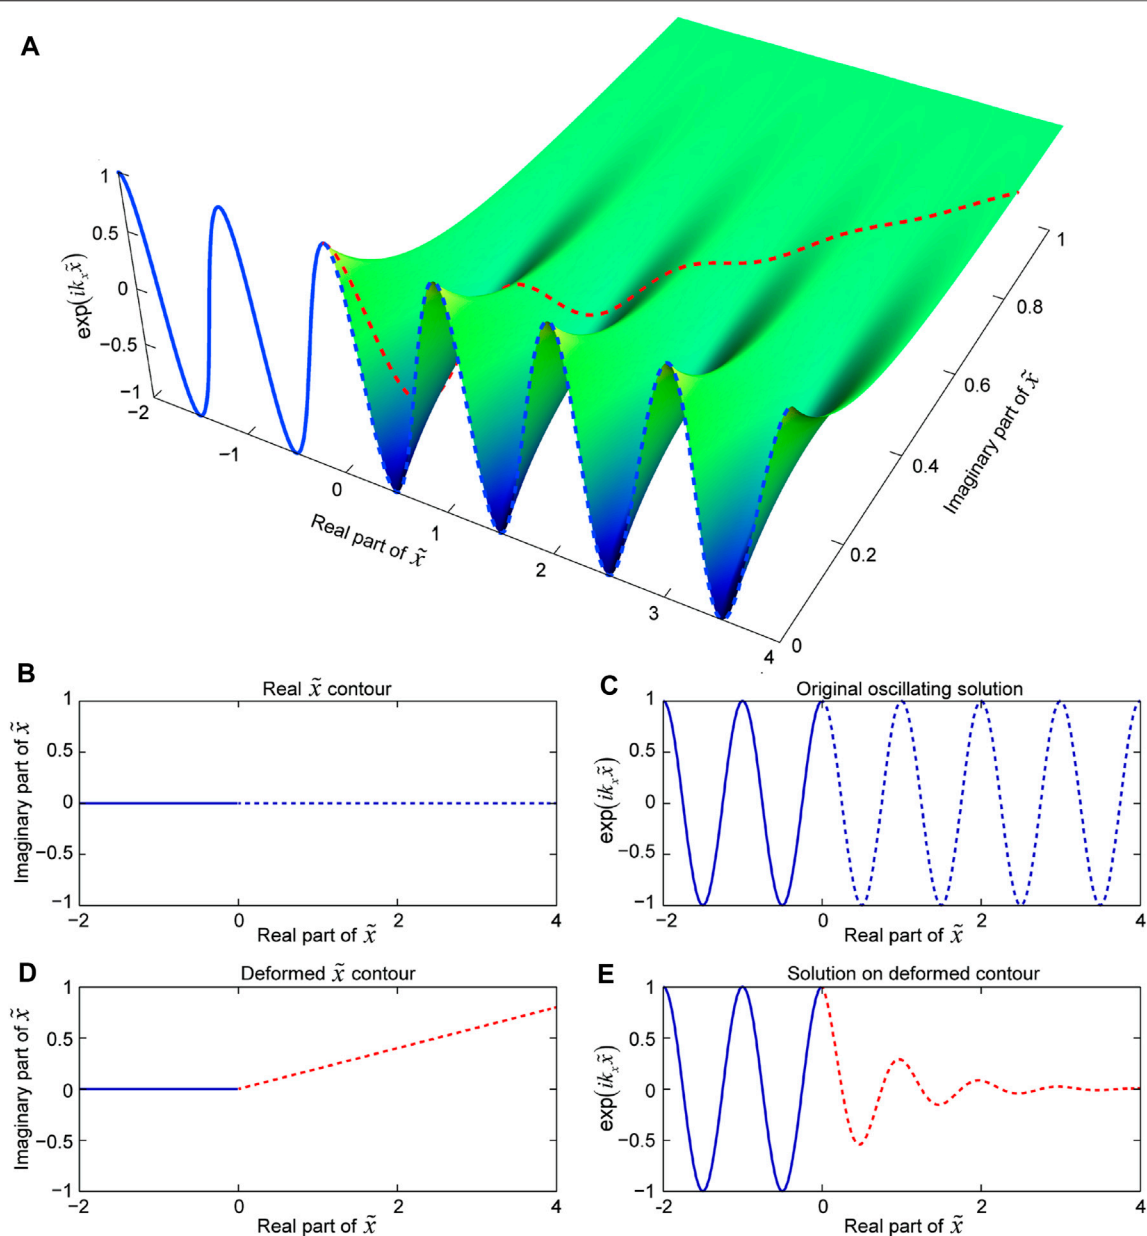 A
exp(ik_x x̃)
1
0.5
0
−0.5
−1
−2
−1
0
1
2
3
4
Real part of x̃
0
0.2
0.4
0.6
0.8
1
Imaginary part of x̃
B
Real x̃ contour
Imaginary part of x̃
1
0.5
0
−0.5
−1
−2
0
2
4
Real part of x̃
C
Original oscillating solution
exp(ik_x x̃)
1
0.5
0
−0.5
−1
−2
0
2
4
Real part of x̃
D
Deformed x̃ contour
Imaginary part of x̃
1
0.5
0
−0.5
−1
−2
0
2
4
Real part of x̃
E
Solution on deformed contour
exp(ik_x x̃)
1
0.5
0
−0.5
−1
−2
0
2
4
Real part of x̃